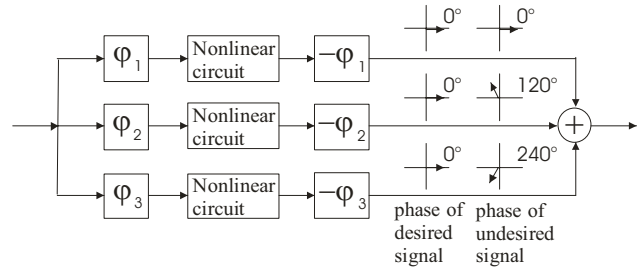 0° 0°
φ1 Nonlinear circuit −φ1
0° 120°
φ2 Nonlinear circuit −φ2 +
0° 240°
φ3 Nonlinear circuit −φ3
phase of desired signal
phase of undesired signal